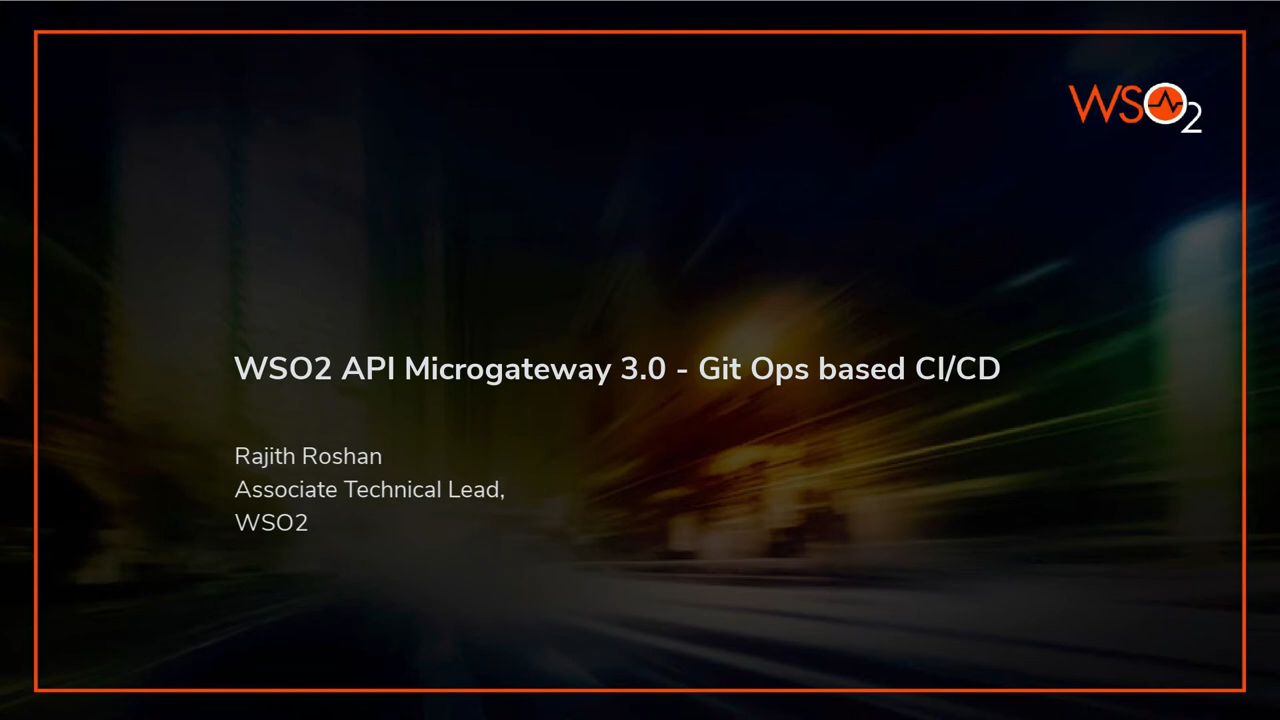 WSO2
WSO2 API Microgateway 3.0 - Git Ops based CI/CD
Rajith Roshan
Associate Technical Lead,
WSO2